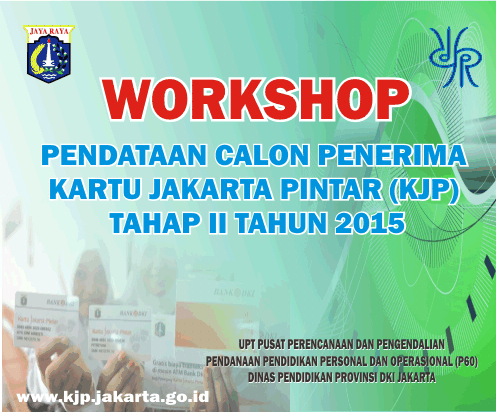 JAYA RAYA
WORKSHOP
PENDATAAN CALON PENERIMA
KARTU JAKARTA PINTAR (KJP)
TAHAP II TAHUN 2015
UPT PUSAT PERENCANAAN DAN PENGENDALIAN
PENDANAAN PENDIDIKAN PERSONAL DAN OPERASIONAL (P6O)
DINAS PENDIDIKAN PROVINSI DKI JAKARTA
www.kjp.jakarta.go.id